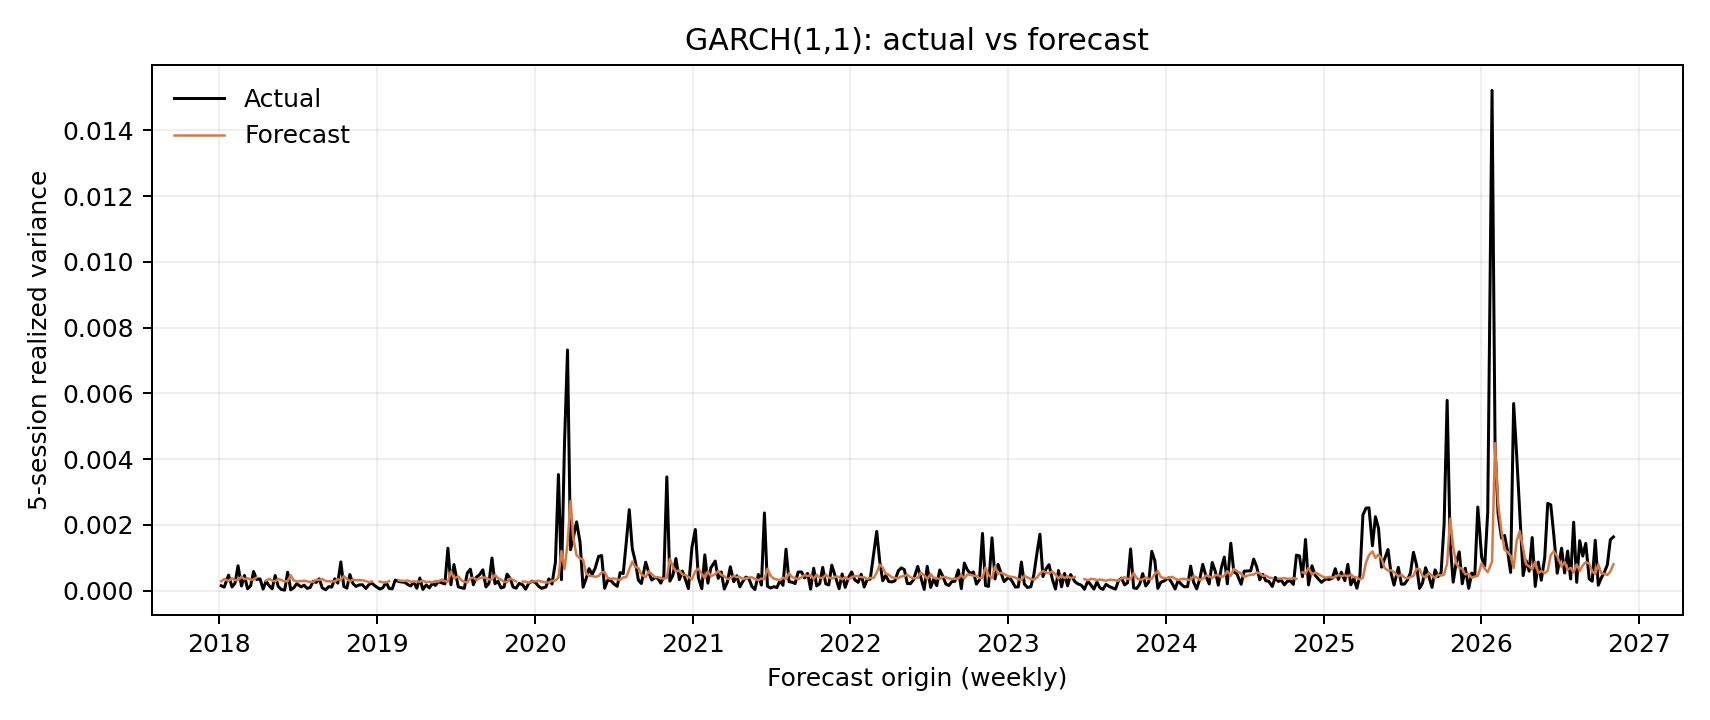 GARCH(1,1): actual vs forecast
Actual
Forecast
5-session realized variance
0.014
0.012
0.010
0.008
0.006
0.004
0.002
0.000
2018 2019 2020 2021 2022 2023 2024 2025 2026 2027
Forecast origin (weekly)